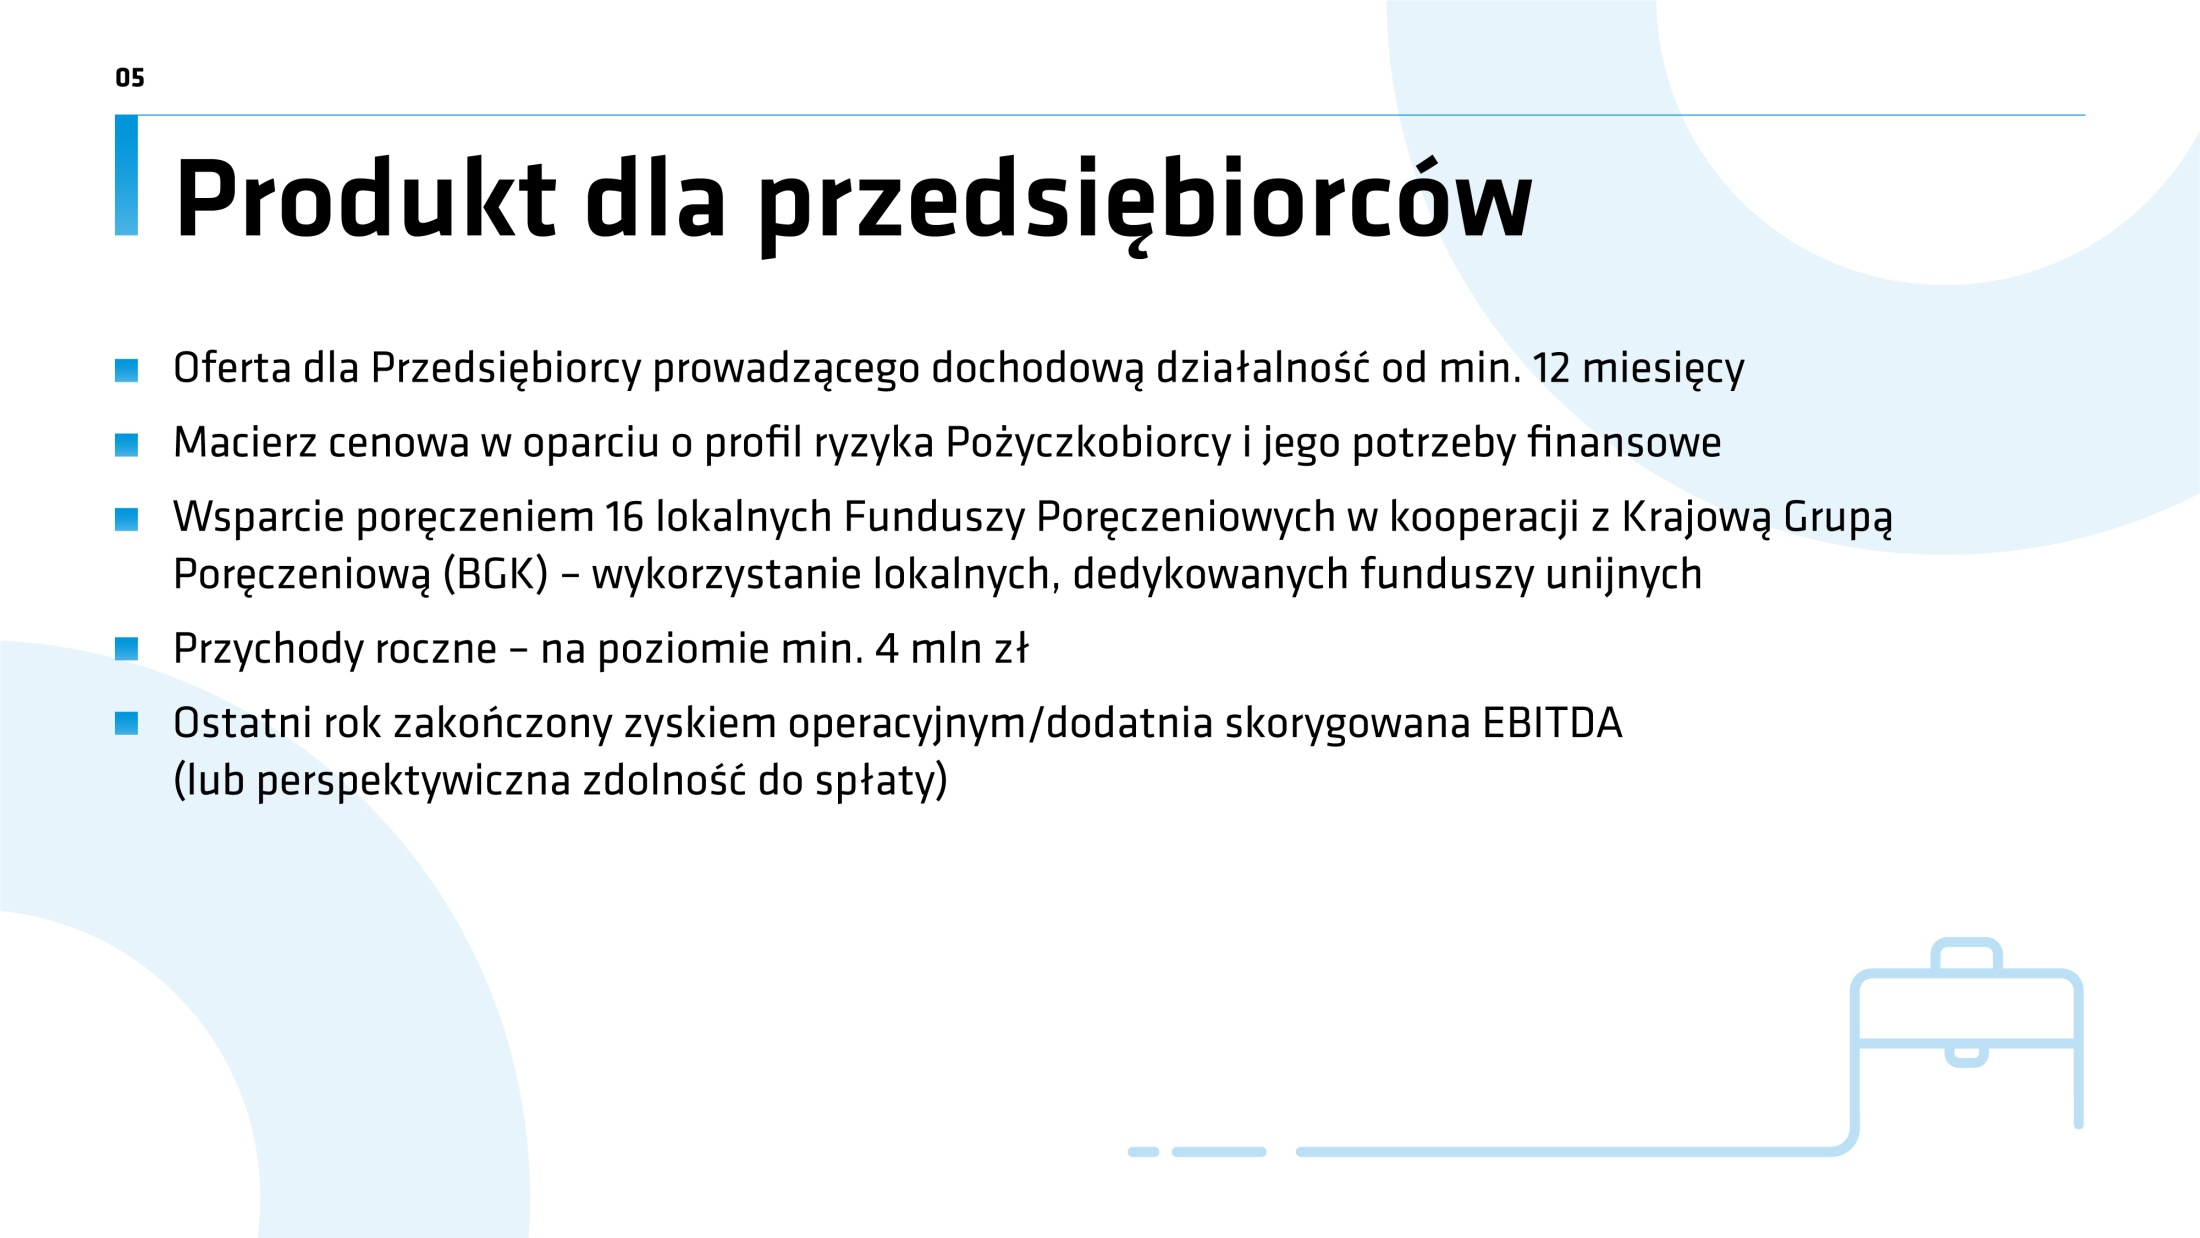 05
Produkt dla przedsiębiorców
Oferta dla Przedsiębiorcy prowadzącego dochodową działalność od min. 12 miesięcy
Macierz cenowa w oparciu o profil ryzyka Pożyczkobiorcy i jego potrzeby finansowe
Wsparcie poręczeniem 16 lokalnych Funduszy Poręczeniowych w kooperacji z Krajową Grupą
Poręczeniową (BGK) – wykorzystanie lokalnych, dedykowanych funduszy unijnych
Przychody roczne – na poziomie min. 4 mln zł
Ostatni rok zakończony zyskiem operacyjnym/dodatnia skorygowana EBITDA
(lub perspektywiczna zdolność do spłaty)